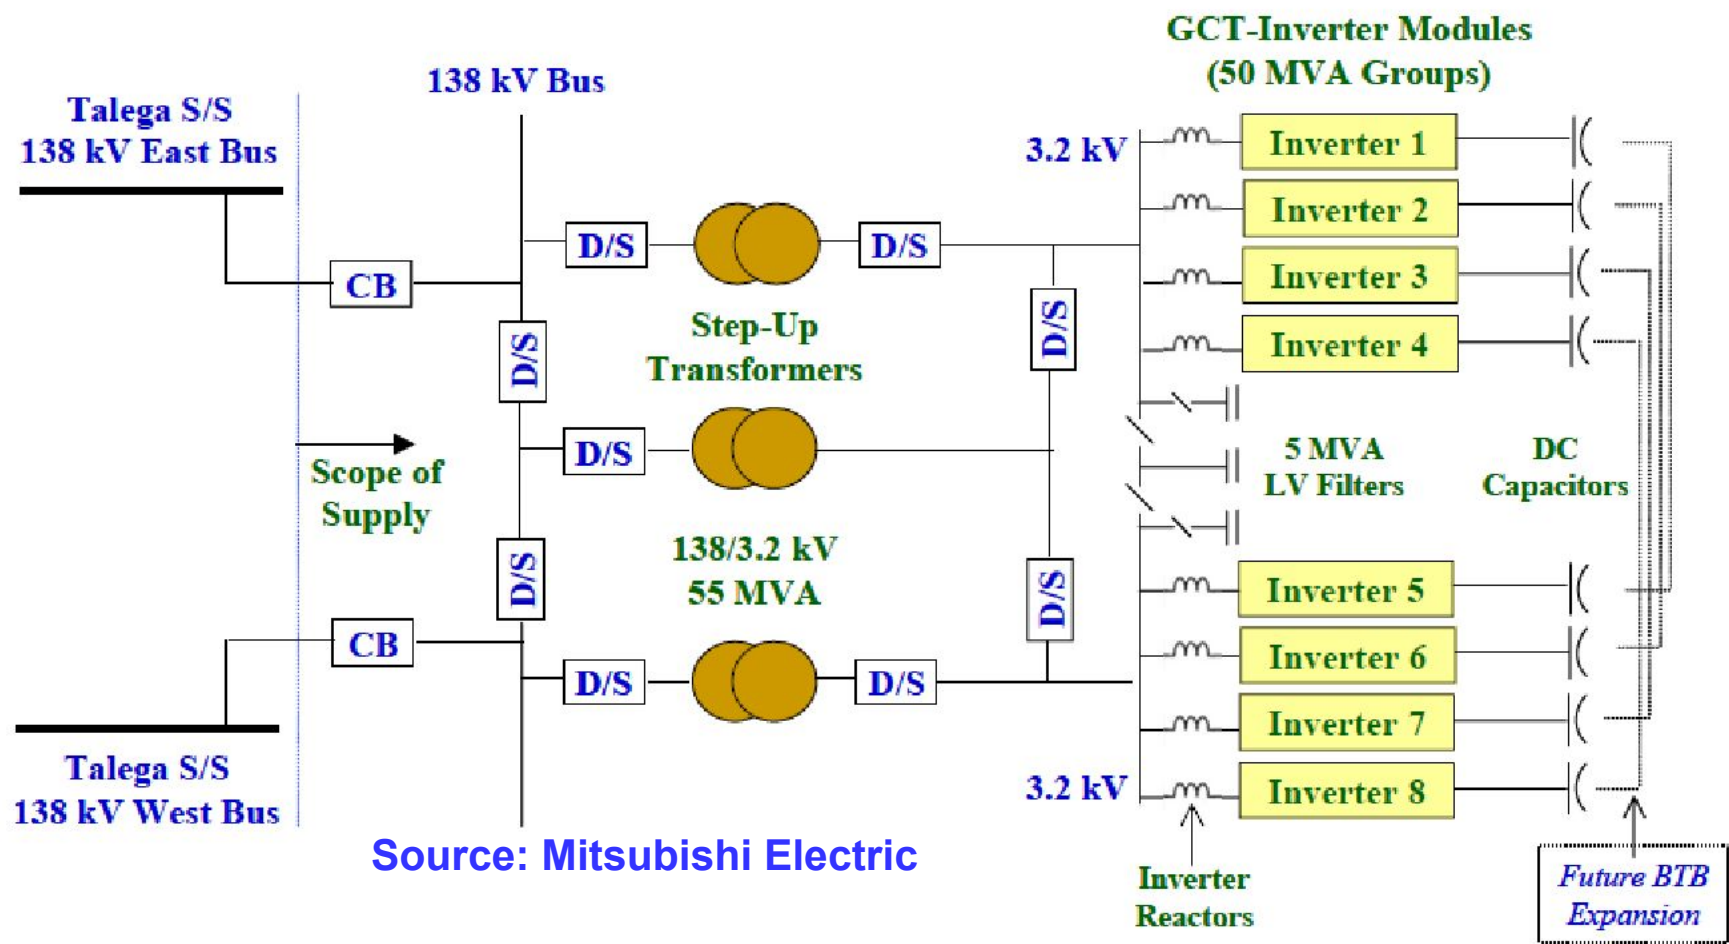 GCT-Inverter Modules
(50 MVA Groups)
138 kV Bus
Talega S/S
138 kV East Bus
3.2 kV
Inverter 1
Inverter 2
D/S
D/S
Inverter 3
CB
D/S
D/S
Step-Up
Transformers
Inverter 4
D/S
5 MVA
LV Filters
DC
Capacitors
Scope of
Supply
138/3.2 kV
55 MVA
D/S
D/S
Inverter 5
CB
Inverter 6
D/S
D/S
Inverter 7
Talega S/S
138 kV West Bus
3.2 kV
Inverter 8
Source: Mitsubishi Electric
Inverter
Reactors
Future BTB
Expansion